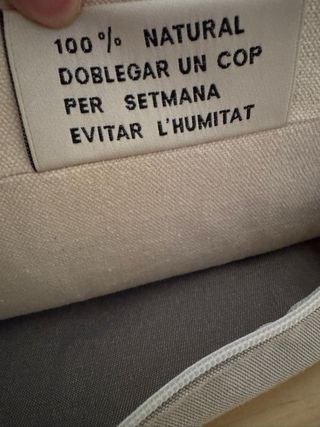 100% NATURAL
DOBLEGAR UN COP
PER SETMANA
EVITAR L'HUMITAT